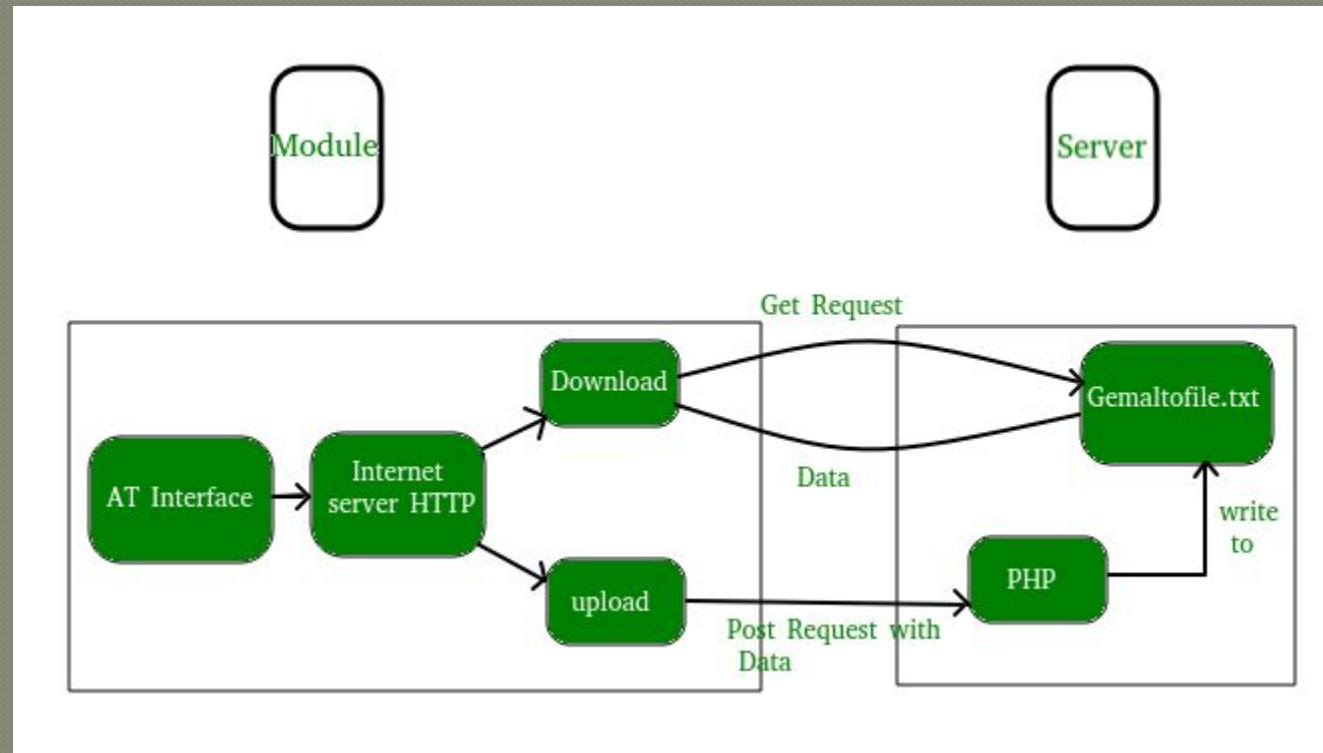 Module
Server
Get Request
Download
Gemaltofile.txt
Internet
server HTTP
AT Interface
Data
write
to
PHP
upload
Post Request with
Data